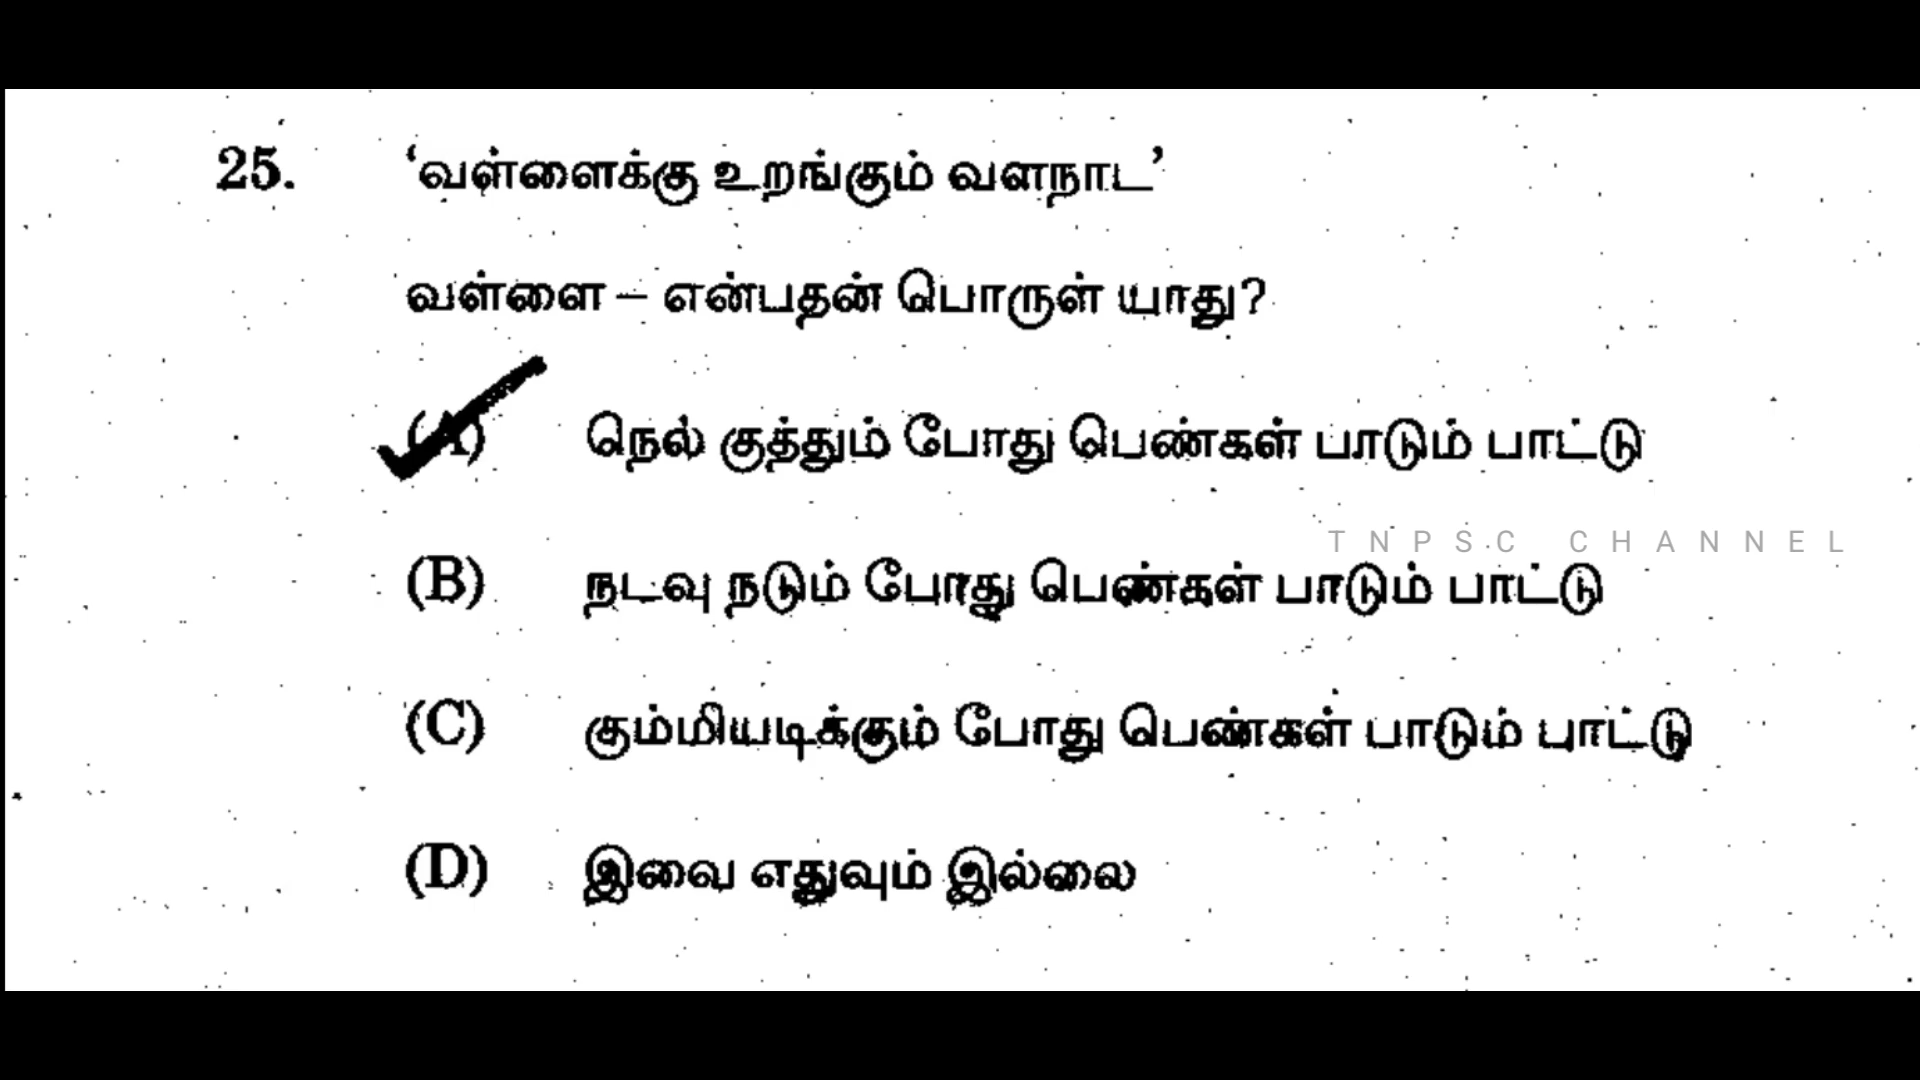 25. ‘வள்ளைக்கு உறங்கும் வளநாட’
வள்ளை – என்பதன் பொருள் யாது?
(A) நெல் குத்தும் போது பெண்கள் பாடும் பாட்டு
TNPSC CHANNEL
(B) நடவு நடும் போது பெண்கள் பாடும் பாட்டு
(C) கும்மியடிக்கும் போது பெண்கள் பாடும் பாட்டு
(D) இவை எதுவும் இல்லை